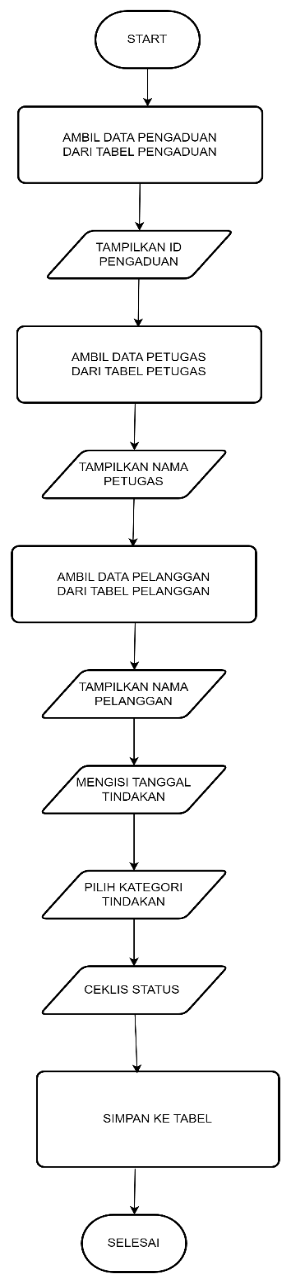 START
AMBIL DATA PENGADUAN
DARI TABEL PENGADUAN
TAMPILKAN ID
PENGADUAN
AMBIL DATA PETUGAS
DARI TABEL PETUGAS
TAMPILKAN NAMA
PETUGAS
AMBIL DATA PELANGGAN
DARI TABEL PELANGGAN
TAMPILKAN NAMA
PELANGGAN
MENGISI TANGGAL
TINDAKAN
PILIH KATEGORI
TINDAKAN
CEKLIS STATUS
SIMPAN KE TABEL
SELESAI